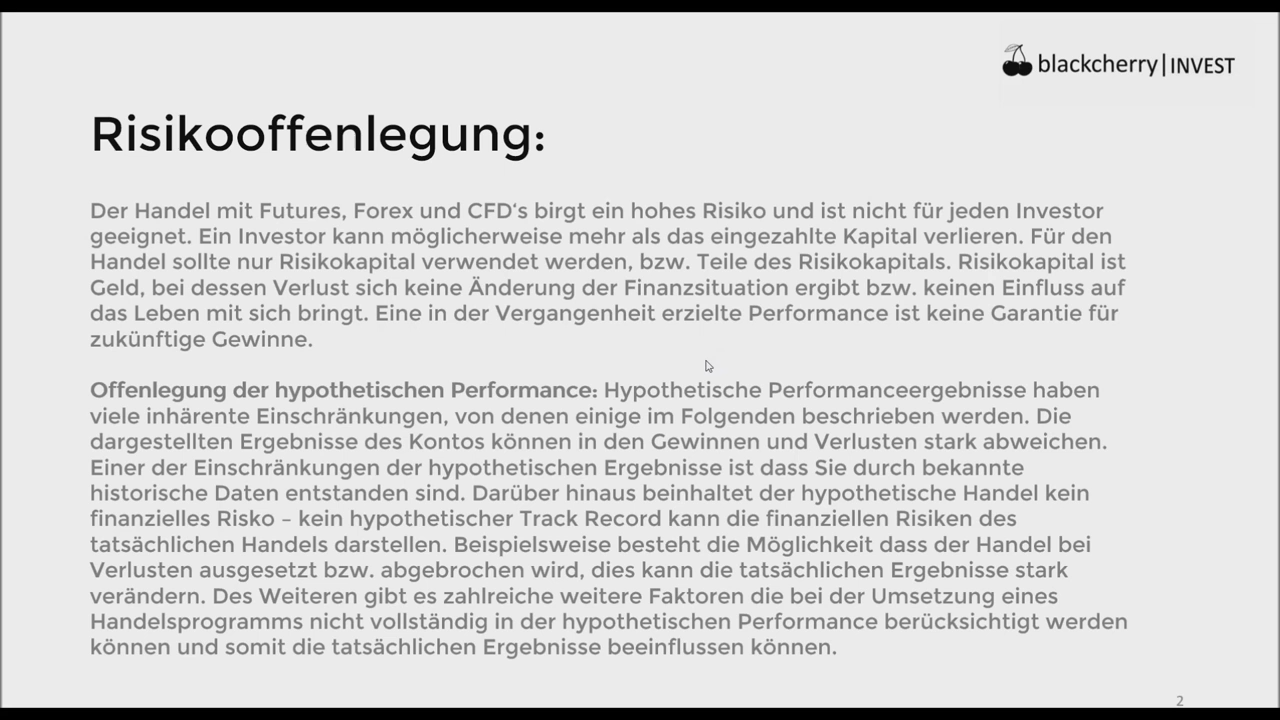 blackcherry|INVEST
Risikooffenlegung:
Der Handel mit Futures, Forex und CFD‘s birgt ein hohes Risiko und ist nicht für jeden Investor
geeignet. Ein Investor kann möglicherweise mehr als das eingezahlte Kapital verlieren. Für den
Handel sollte nur Risikokapital verwendet werden, bzw. Teile des Risikokapitals. Risikokapital ist
Geld, bei dessen Verlust sich keine Änderung der Finanzsituation ergibt bzw. keinen Einfluss auf
das Leben mit sich bringt. Eine in der Vergangenheit erzielte Performance ist keine Garantie für
zukünftige Gewinne.
Offenlegung der hypothetischen Performance: Hypothetische Performanceergebnisse haben
viele inhärente Einschränkungen, von denen einige im Folgenden beschrieben werden. Die
dargestellten Ergebnisse des Kontos können in den Gewinnen und Verlusten stark abweichen.
Einer der Einschränkungen der hypothetischen Ergebnisse ist dass Sie durch bekannte
historische Daten entstanden sind. Darüber hinaus beinhaltet der hypothetische Handel kein
finanzielles Risko – kein hypothetischer Track Record kann die finanziellen Risiken des
tatsächlichen Handels darstellen. Beispielsweise besteht die Möglichkeit dass der Handel bei
Verlusten ausgesetzt bzw. abgebrochen wird, dies kann die tatsächlichen Ergebnisse stark
verändern. Des Weiteren gibt es zahlreiche weitere Faktoren die bei der Umsetzung eines
Handelsprogramms nicht vollständig in der hypothetischen Performance berücksichtigt werden
können und somit die tatsächlichen Ergebnisse beeinflussen können.
2